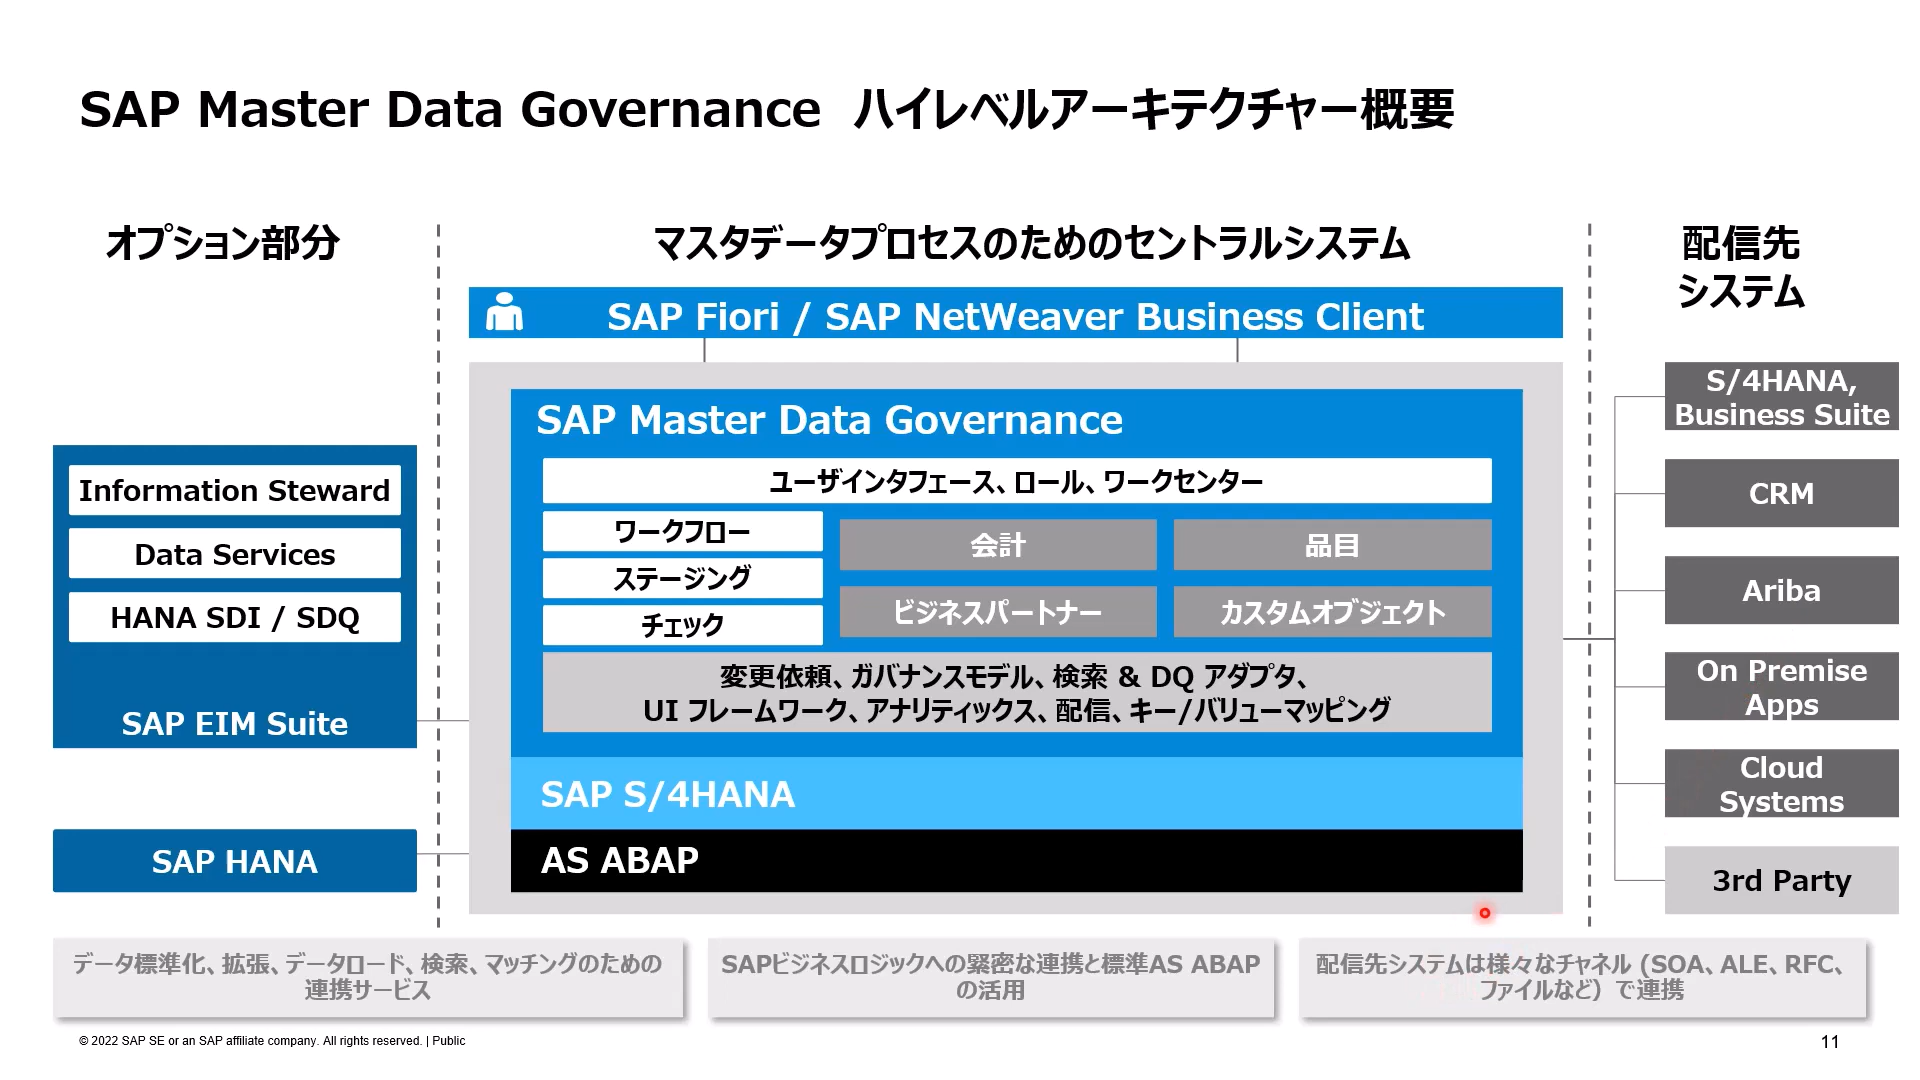 SAP Master Data Governance ハイレベルアーキテクチャー概要
オプション部分
マスタデータプロセスのためのセントラルシステム
配信先
システム
SAP Fiori / SAP NetWeaver Business Client
SAP Master Data Governance
ユーザインタフェース、ロール、ワークセンター
ワークフロー
ステージング
チェック
会計
品目
ビジネスパートナー
カスタムオブジェクト
変更依頼、ガバナンスモデル、検索 & DQ アダプタ、
UI フレームワーク、アナリティックス、配信、キー/バリューマッピング
SAP S/4HANA
AS ABAP
Information Steward
Data Services
HANA SDI / SDQ
SAP EIM Suite
SAP HANA
S/4HANA,
Business Suite
CRM
Ariba
On Premise
Apps
Cloud
Systems
3rd Party
データ標準化、拡張、データロード、検索、マッチングのための
連携サービス
SAPビジネスロジックへの緊密な連携と標準AS ABAP
の活用
配信先システムは様々なチャネル (SOA、ALE、RFC、
ファイルなど）で連携
© 2022 SAP SE or an SAP affiliate company. All rights reserved. | Public
11